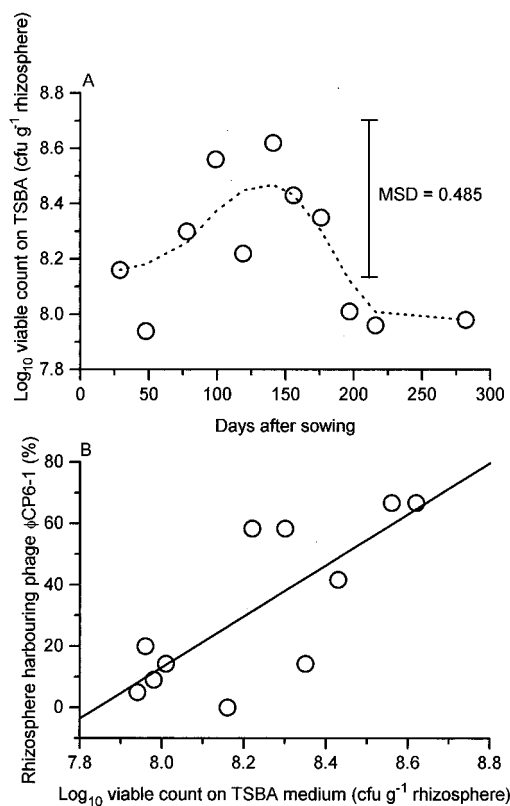 A
Log₁₀ viable count on TSBA (cfu g⁻¹ rhizosphere)
8.8
8.6
8.4
8.2
8.0
7.8
MSD = 0.485
0 50 100 150 200 250 300
Days after sowing
B
Rhizosphere harbouring phage ϕCP6-1 (%)
80
60
40
20
0
7.8 8.0 8.2 8.4 8.6 8.8
Log₁₀ viable count on TSBA medium (cfu g⁻¹ rhizosphere)